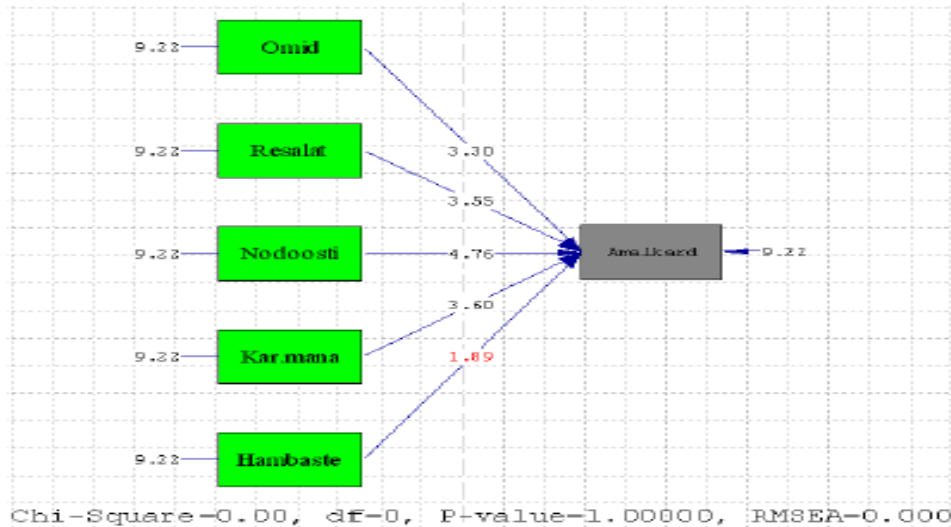 9.22 Omid
9.22 Resalat 3.30
3.55
9.22 Nodoosti 4.76 Amalkard 9.22
3.60
9.22 Kar.mana 1.89
9.22 Hambaste
Chi-Square=0.00, df=0, P-value=1.00000, RMSEA=0.000